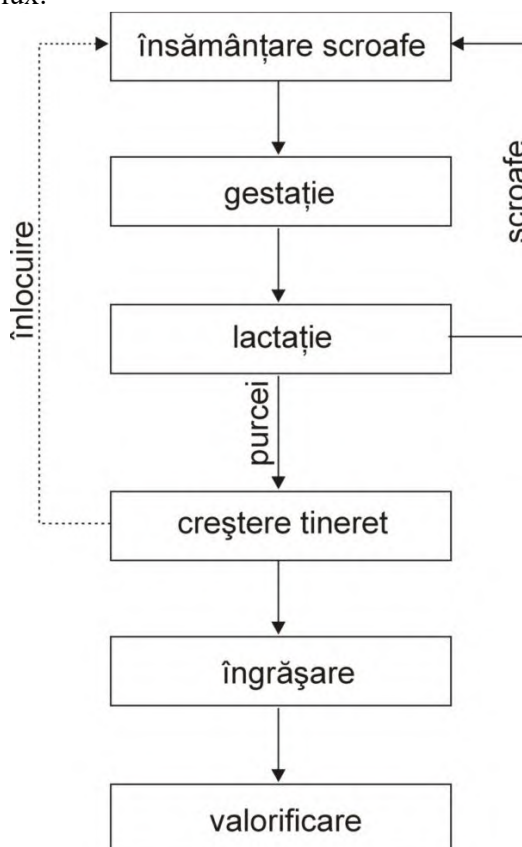 însămânțare scroafe
gestație
scroafe
înlocuire
lactație
purcei
creştere tineret
îngrăşare
valorificare